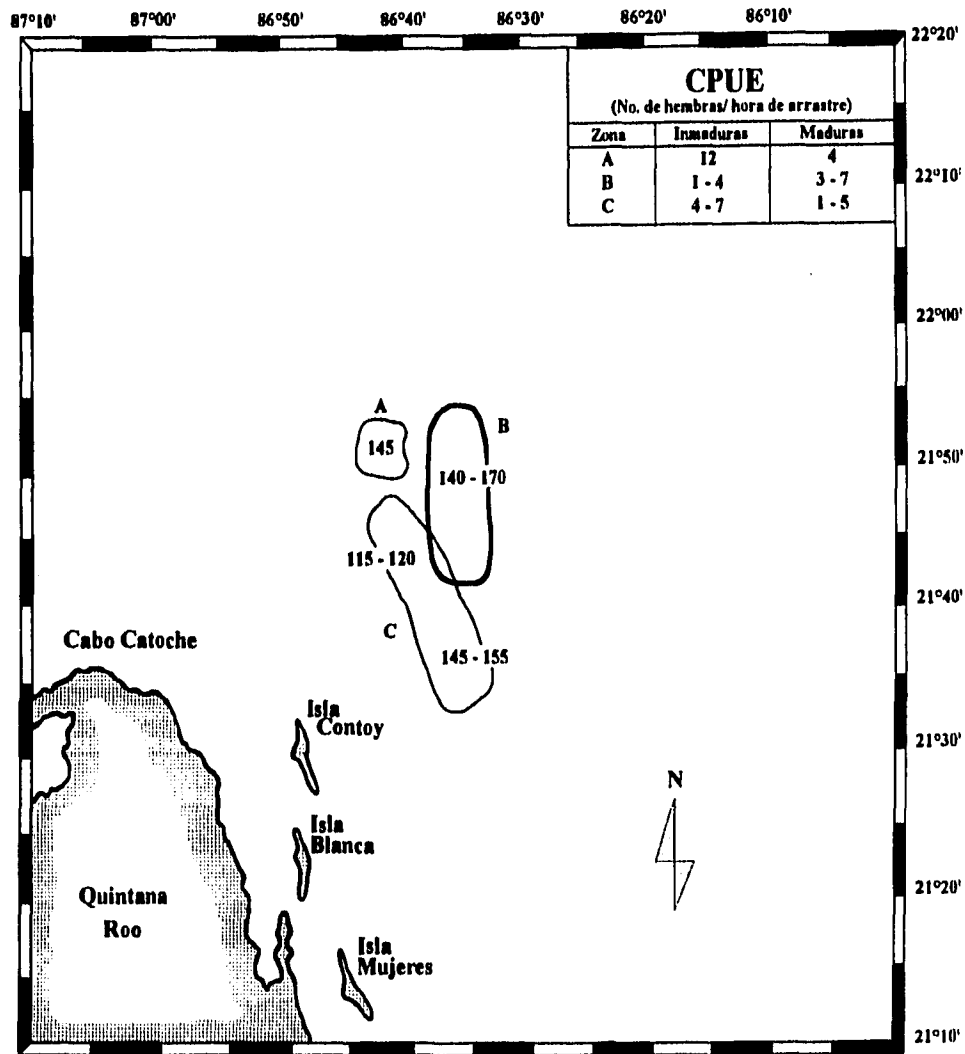 87°10' 87°00' 86°50' 86°40' 86°30' 86°20' 86°10'
22°20'
CPUE
(No. de hembras/ hora de arrastre)
Zona Inmaduras Maduras
A 12 4
B 1 - 4 3 - 7
C 4 - 7 1 - 5
22°10'
22°00'
A
B
145
140 - 170
21°50'
115 - 120
21°40'
C
Cabo Catoche
145 - 155
Isla
Contoy
21°30'
N
Isla
Blanca
Quintana
Roo
21°20'
Isla
Mujeres
21°10'